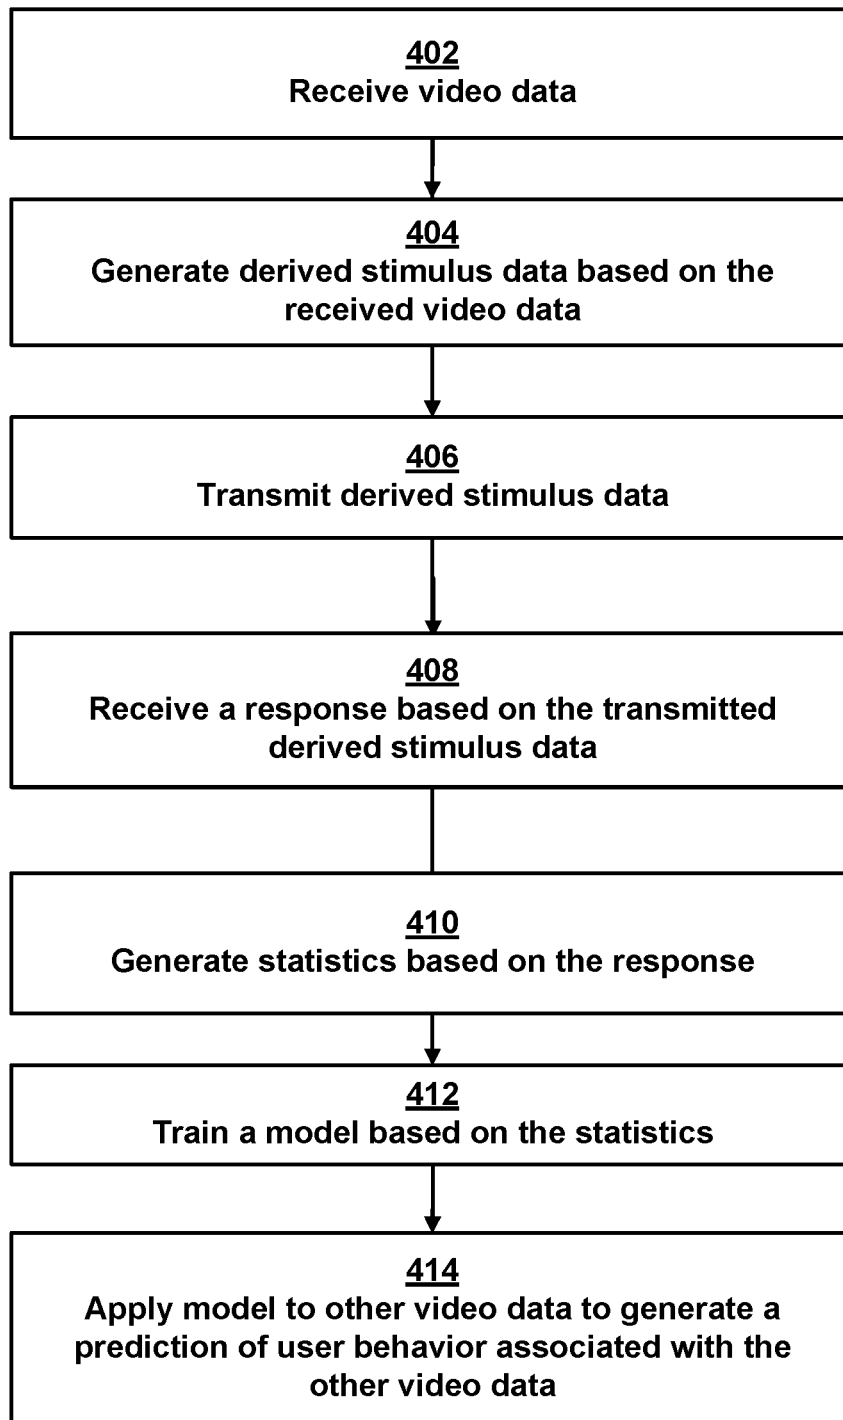 402
Receive video data
404
Generate derived stimulus data based on the
received video data
406
Transmit derived stimulus data
408
Receive a response based on the transmitted
derived stimulus data
410
Generate statistics based on the response
412
Train a model based on the statistics
414
Apply model to other video data to generate a
prediction of user behavior associated with the
other video data